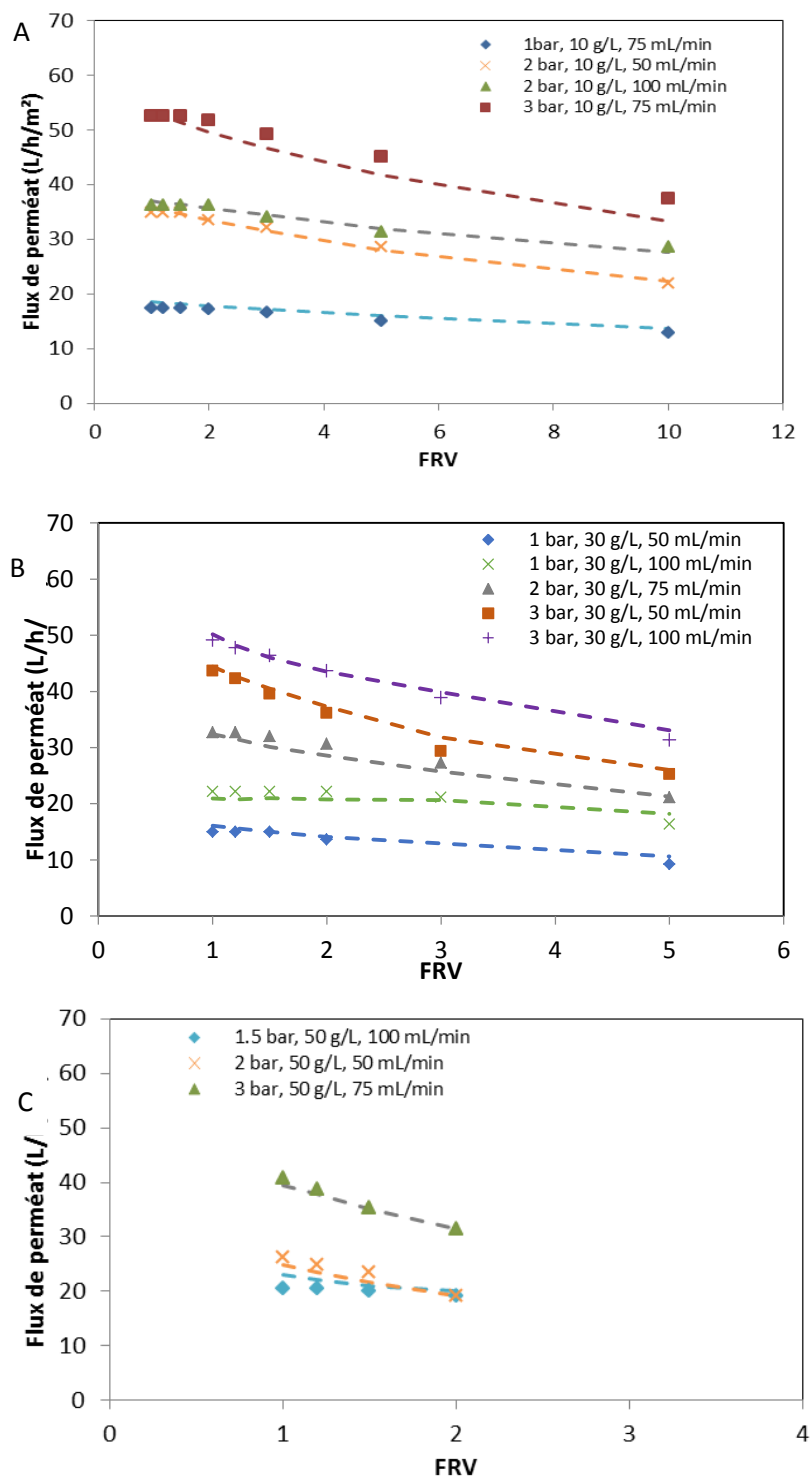 A
70
60
50
40
30
20
10
0
Flux de perméat (L/h/m²)
1bar, 10 g/L, 75 mL/min
2 bar, 10 g/L, 50 mL/min
2 bar, 10 g/L, 100 mL/min
3 bar, 10 g/L, 75 mL/min
0 2 4 6 8 10 12
FRV
B
70
60
50
40
30
20
10
0
Flux de perméat (L/h/
1 bar, 30 g/L, 50 mL/min
1 bar, 30 g/L, 100 mL/min
2 bar, 30 g/L, 75 mL/min
3 bar, 30 g/L, 50 mL/min
3 bar, 30 g/L, 100 mL/min
0 1 2 3 4 5 6
FRV
C
70
60
50
40
30
20
10
0
Flux de perméat (L/
1.5 bar, 50 g/L, 100 mL/min
2 bar, 50 g/L, 50 mL/min
3 bar, 50 g/L, 75 mL/min
0 1 2 3 4
FRV